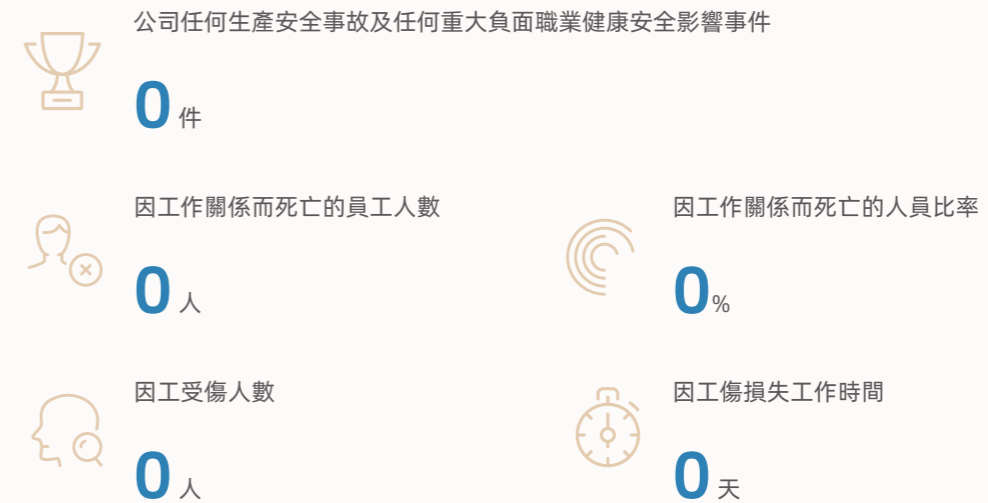 公司任何生產安全事故及任何重大負面職業健康安全影響事件
0 件
因工作關係而死亡的員工人數
0 人
因工作關係而死亡的人員比率
0%
因工受傷人數
0 人
因工傷損失工作時間
0 天